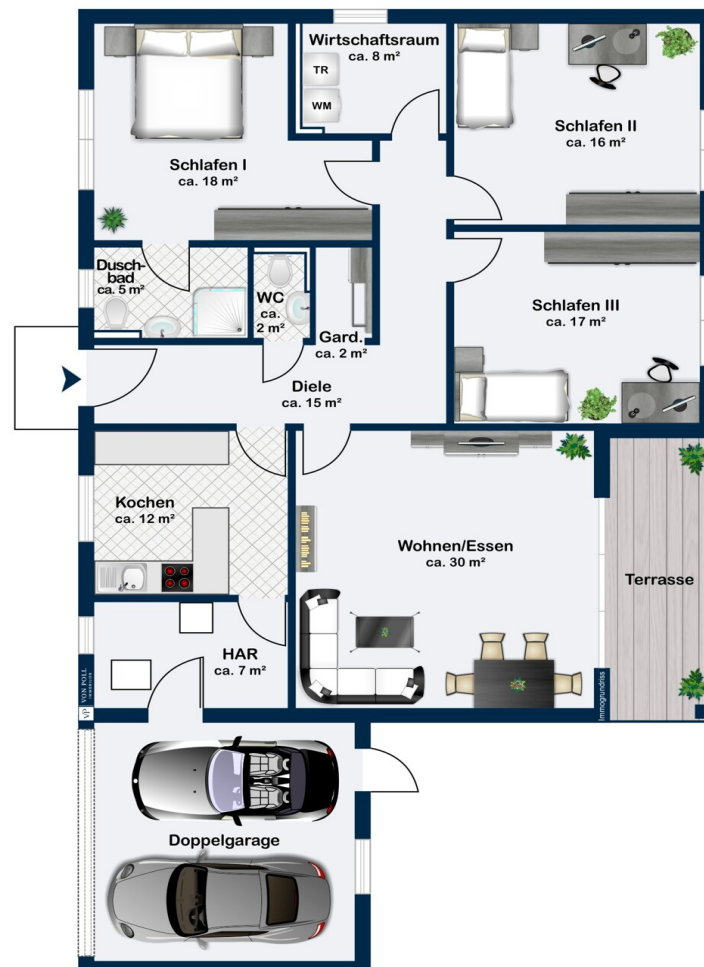 Wirtschaftsraum
ca. 8 m²
TR
WM
Schlafen I
ca. 18 m²
Schlafen II
ca. 16 m²
Dusch-
bad
ca. 5 m²
WC
ca.
2 m²
Gard.
ca. 2 m²
Schlafen III
ca. 17 m²
Diele
ca. 15 m²
Kochen
ca. 12 m²
Wohnen/Essen
ca. 30 m²
Terrasse
HAR
ca. 7 m²
VON POLL
IMMOBILIEN
VP
Immogrundriss
Doppelgarage